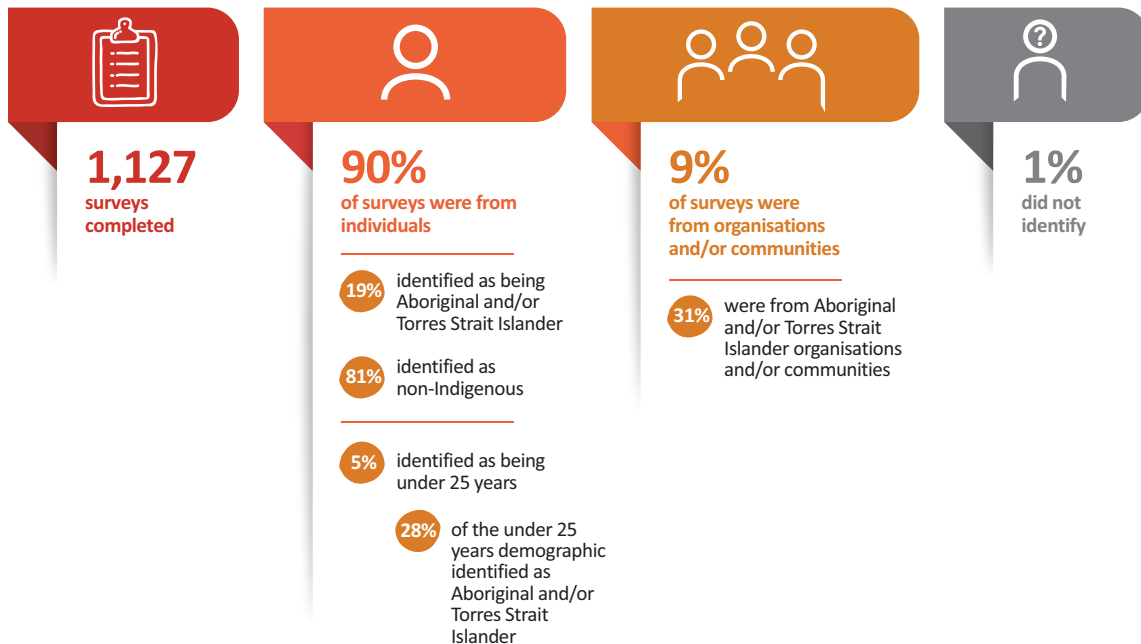 ?
1,127
surveys
completed
90%
of surveys were from
individuals
19%
identified as being
Aboriginal and/or
Torres Strait Islander
81%
identified as
non-Indigenous
5%
identified as being
under 25 years
28%
of the under 25
years demographic
identified as
Aboriginal and/or
Torres Strait
Islander
9%
of surveys were
from organisations
and/or communities
31%
were from Aboriginal
and/or Torres Strait
Islander organisations
and/or communities
1%
did not
identify